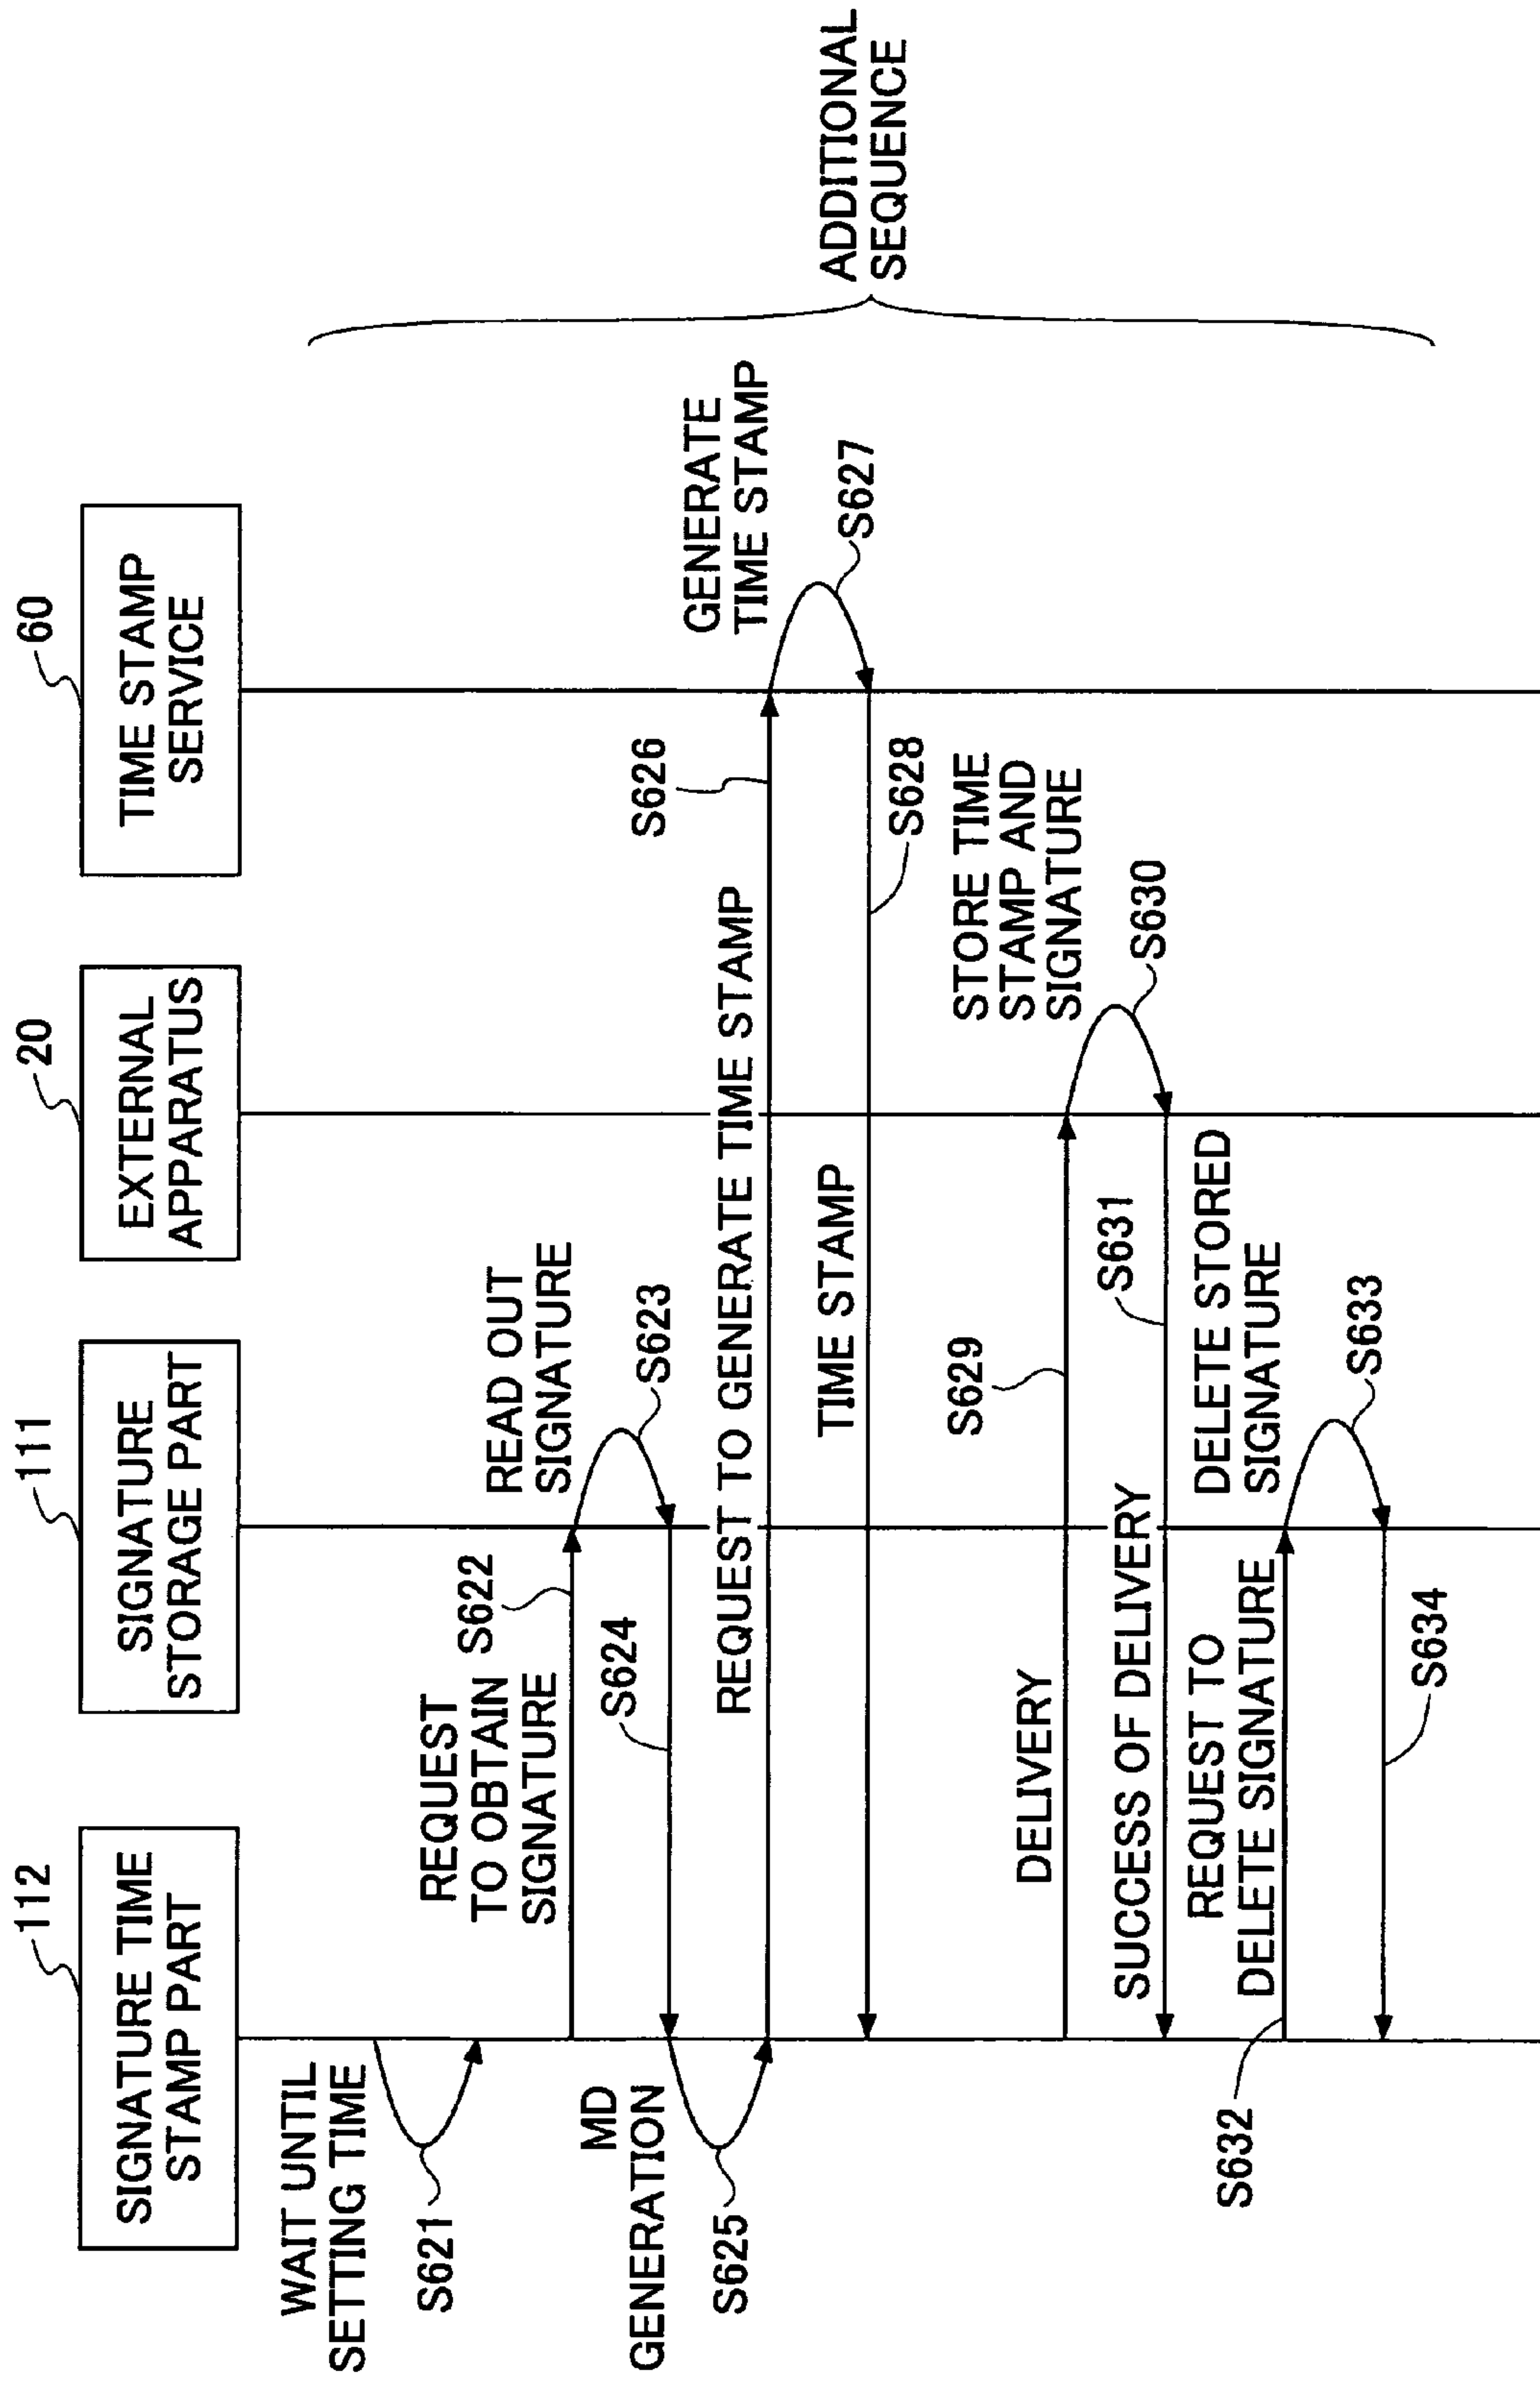 112
SIGNATURE TIME
STAMP PART
111
SIGNATURE
STORAGE PART
20
EXTERNAL
APPARATUS
60
TIME STAMP
SERVICE
WAIT UNTIL
SETTING TIME
S621
REQUEST
TO OBTAIN
SIGNATURE
S622
READ OUT
SIGNATURE
S623
S624
MD
GENERATION
S625
REQUEST TO GENERATE TIME STAMP
S626
GENERATE
TIME STAMP
S627
TIME STAMP
S628
DELIVERY
S629
STORE TIME
STAMP AND
SIGNATURE
S630
SUCCESS OF DELIVERY
S631
REQUEST TO
DELETE SIGNATURE
S632
DELETE STORED
SIGNATURE
S633
S634
ADDITIONAL
SEQUENCE